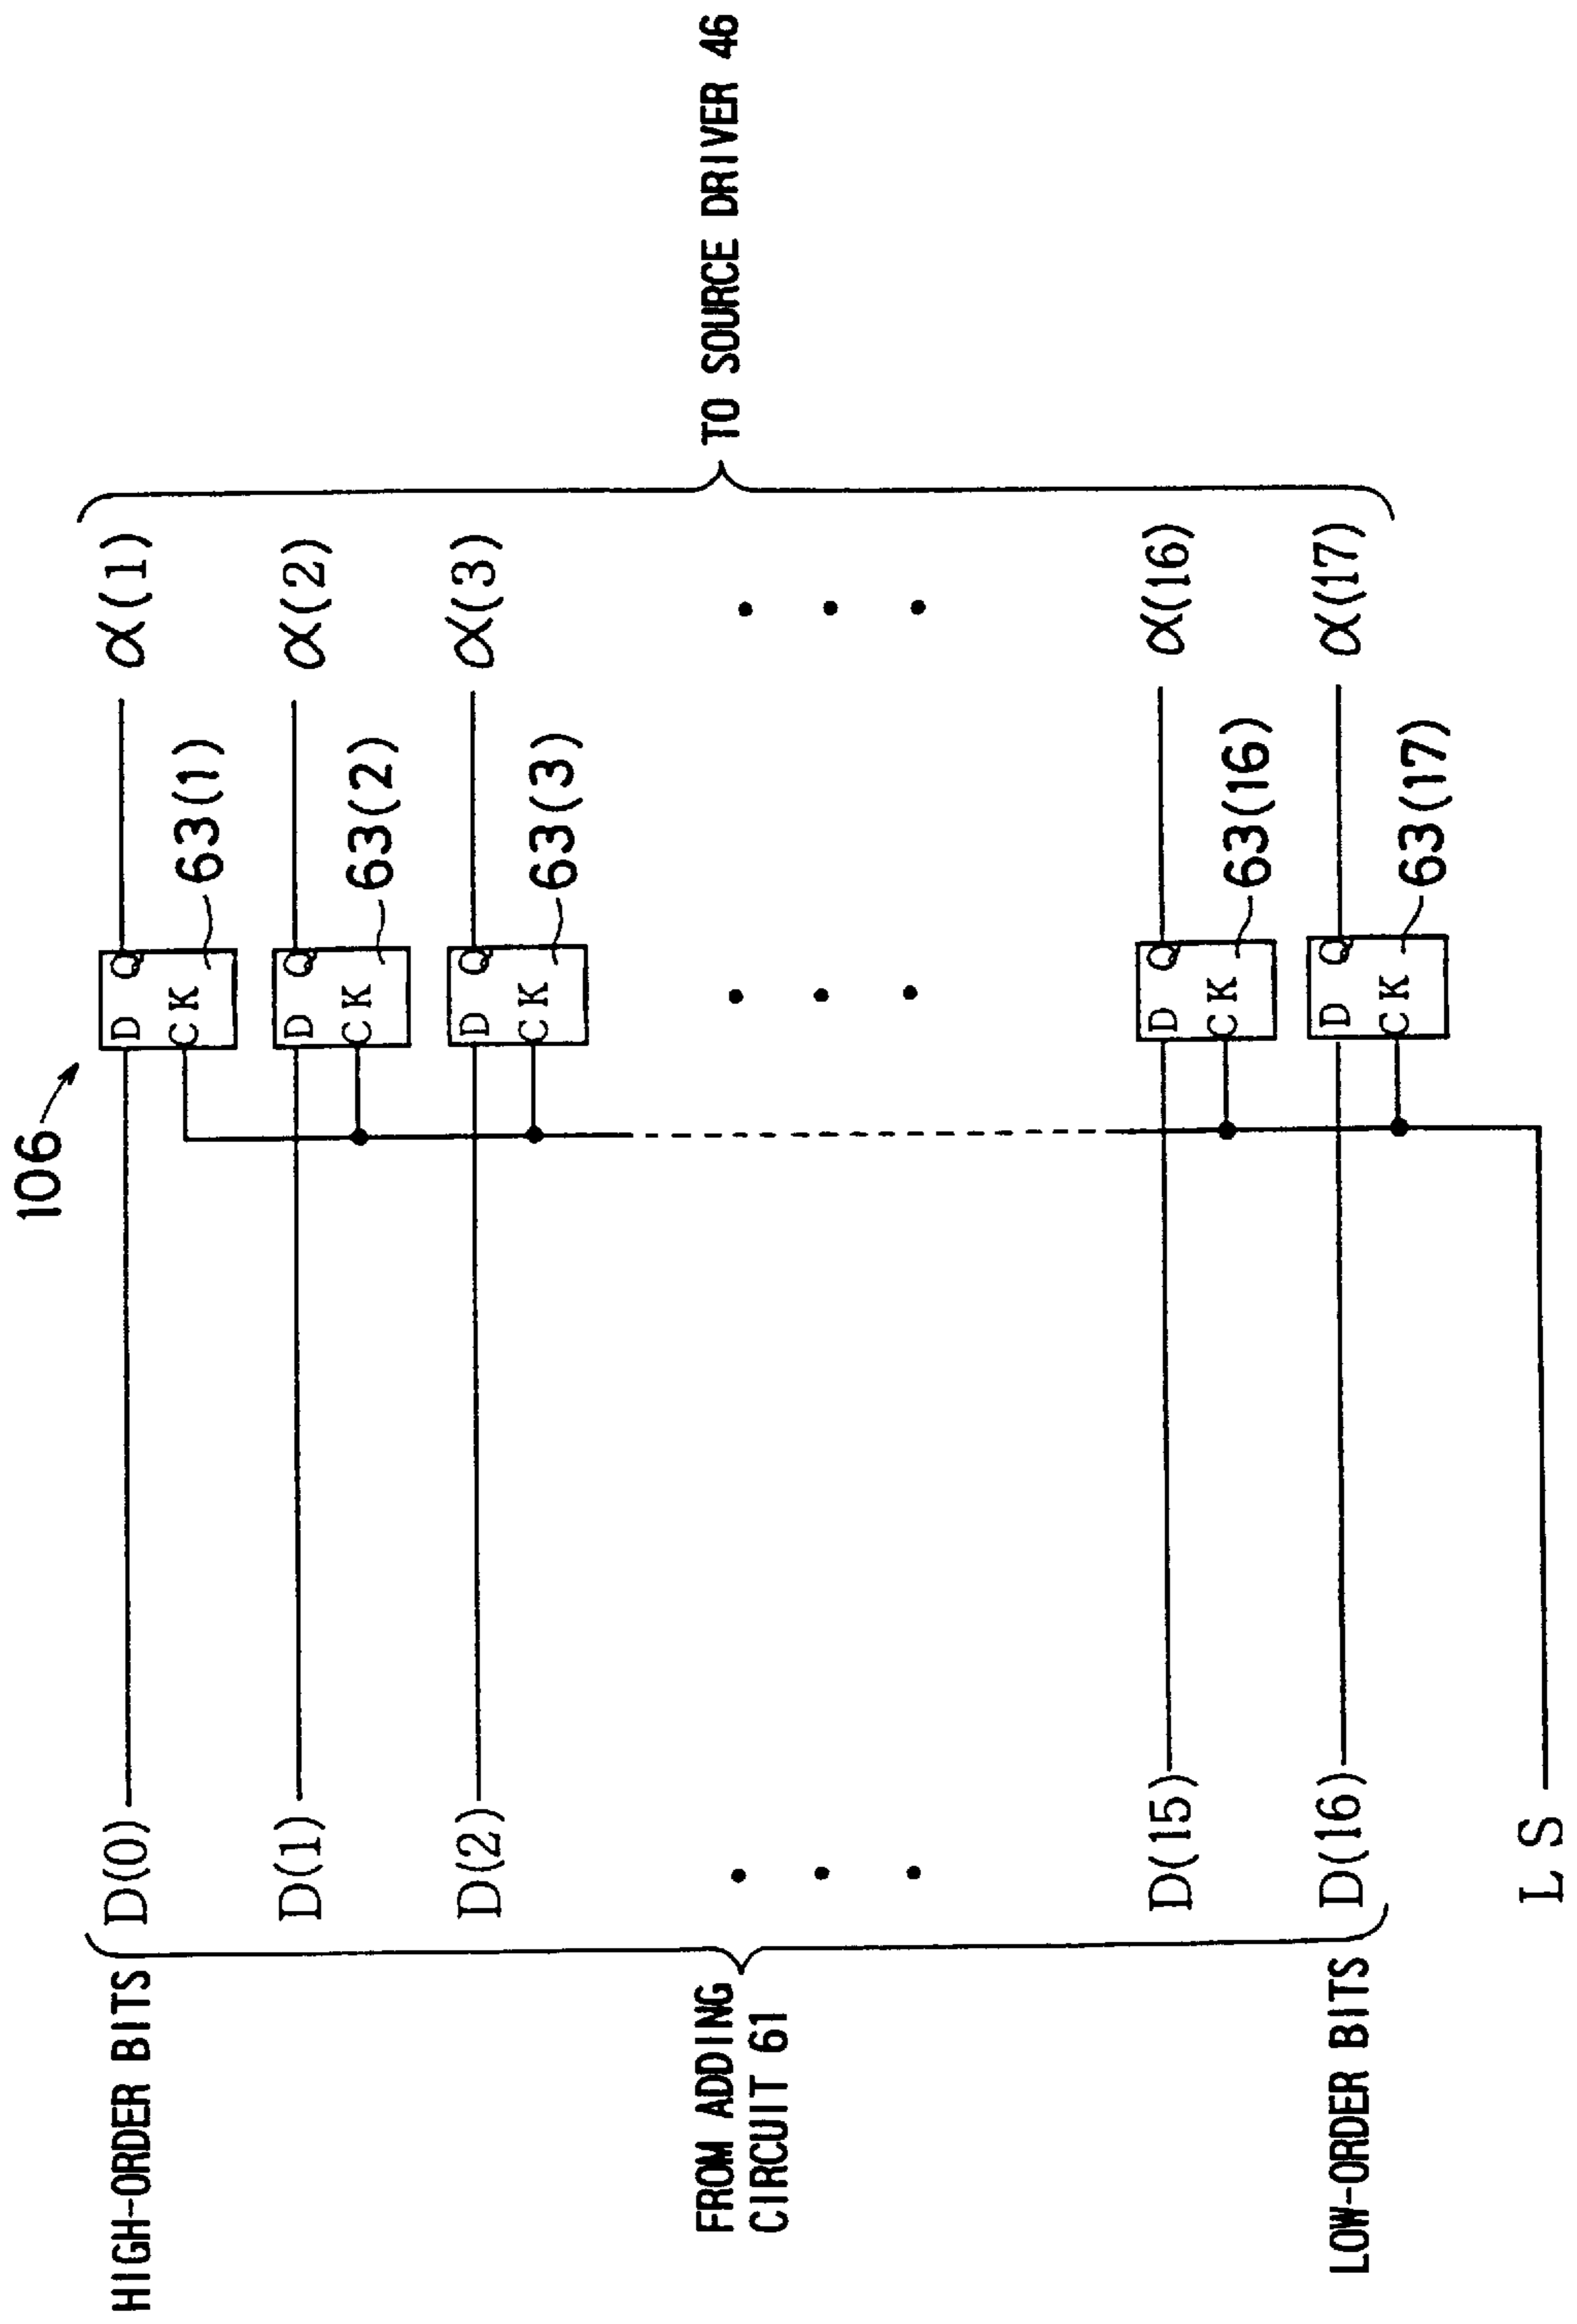 106
HIGH-ORDER BITS
D(0)
D Q
CK
63(1)
α(1)
D(1)
D Q
CK
63(2)
α(2)
D(2)
D Q
CK
63(3)
α(3)
FROM ADDING
CIRCUIT 61
TO SOURCE DRIVER 46
D(15)
D Q
CK
63(16)
α(16)
LOW-ORDER BITS
D(16)
D Q
CK
63(17)
α(17)
LS